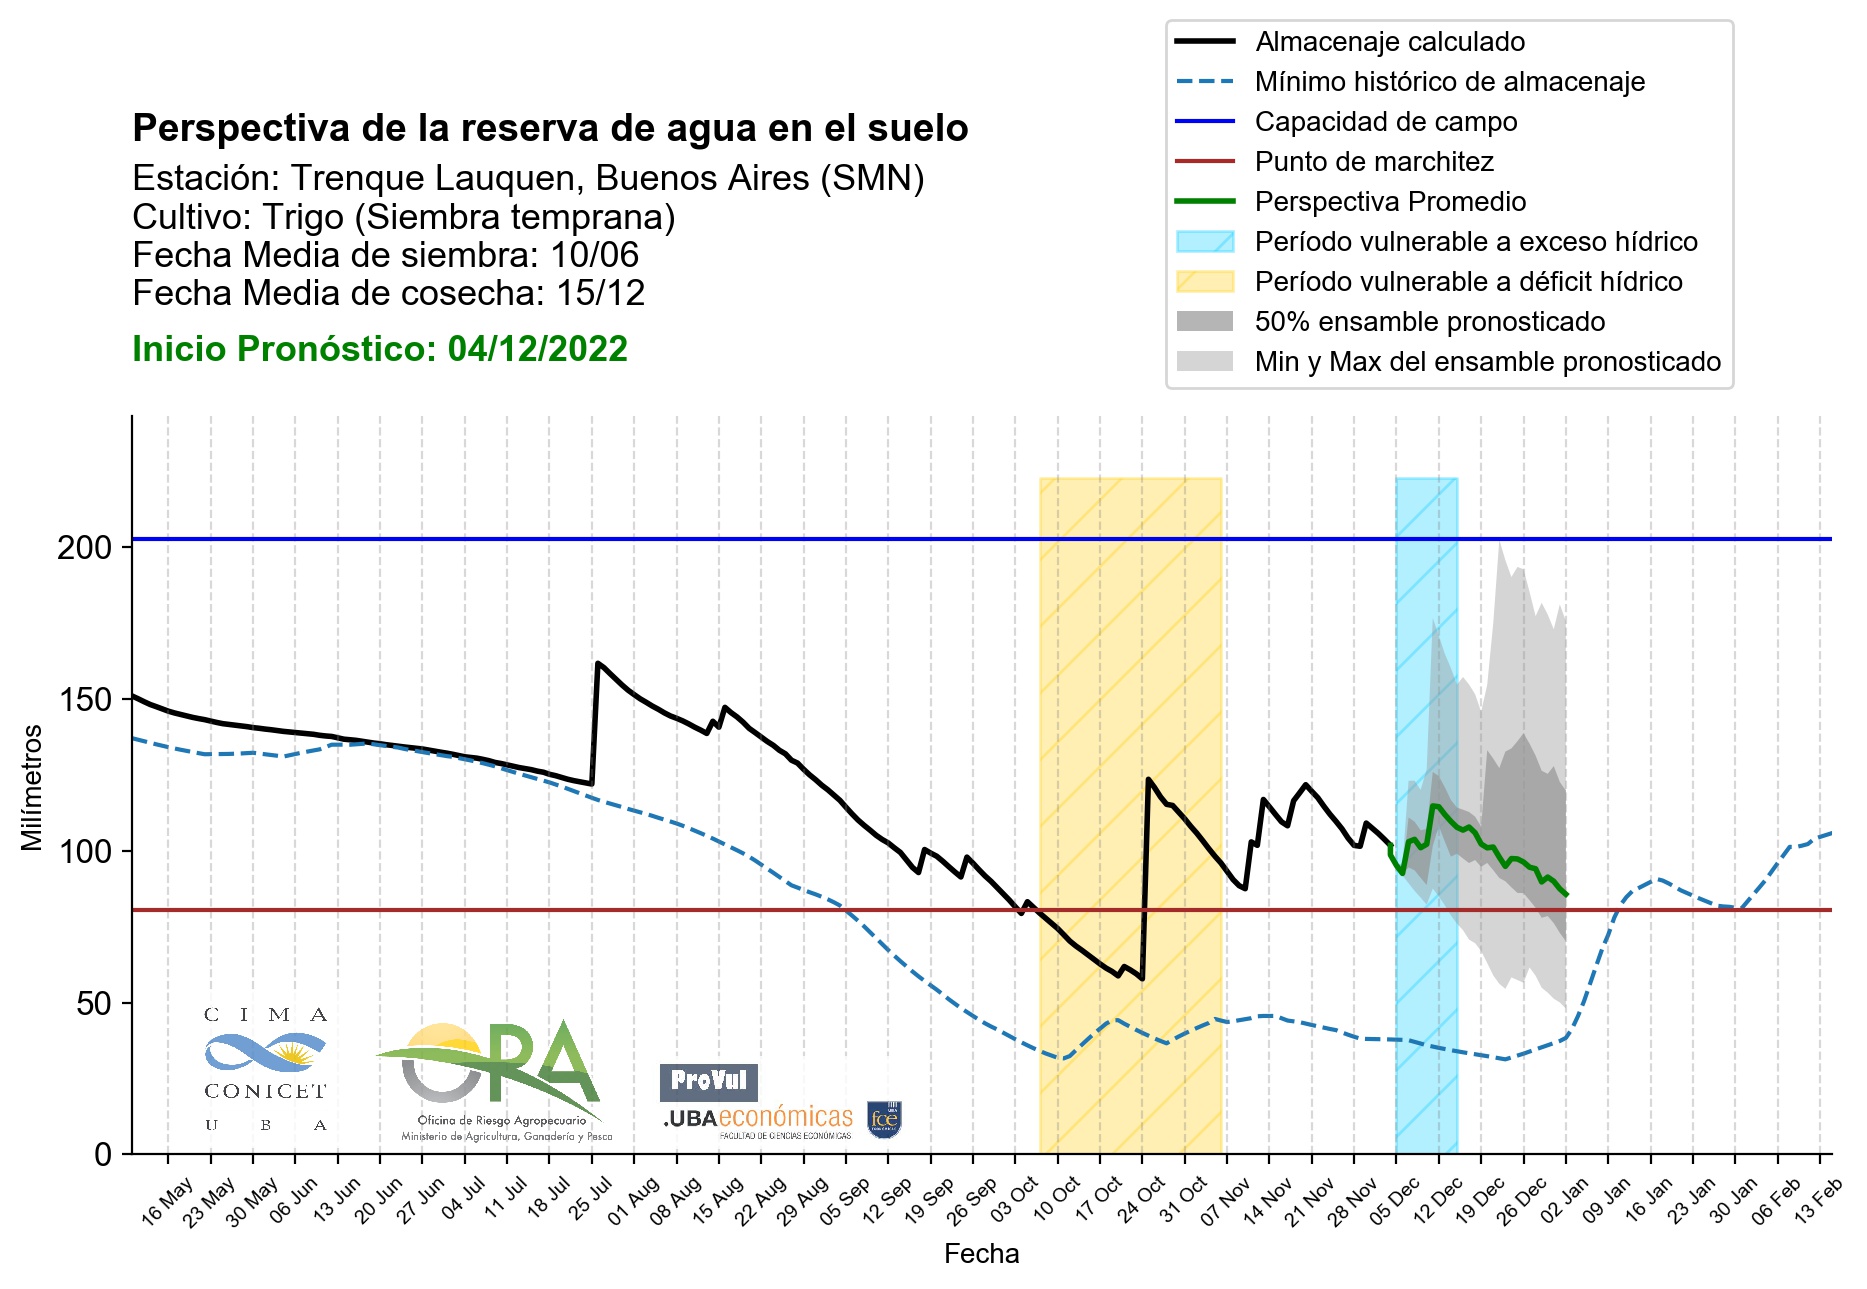 Almacenaje calculado
Mínimo histórico de almacenaje
Capacidad de campo
Punto de marchitez
Perspectiva Promedio
Período vulnerable a exceso hídrico
Período vulnerable a déficit hídrico
50% ensamble pronosticado
Min y Max del ensamble pronosticado
Perspectiva de la reserva de agua en el suelo
Estación: Trenque Lauquen, Buenos Aires (SMN)
Cultivo: Trigo (Siembra temprana)
Fecha Media de siembra: 10/06
Fecha Media de cosecha: 15/12
Inicio Pronóstico: 04/12/2022
Milímetros
200
150
100
50
0
CIMA
CONICET
UBA
ORA
Oficina de Riesgo Agropecuario
Ministerio de Agricultura, Ganadería y Pesca
ProVul
.UBAeconómicas
FACULTAD DE CIENCIAS ECONÓMICAS
UBA
fce
16 May
23 May
30 May
06 Jun
13 Jun
20 Jun
27 Jun
04 Jul
11 Jul
18 Jul
25 Jul
01 Aug
08 Aug
15 Aug
22 Aug
29 Aug
05 Sep
12 Sep
19 Sep
26 Sep
03 Oct
10 Oct
17 Oct
24 Oct
31 Oct
07 Nov
14 Nov
21 Nov
28 Nov
05 Dec
12 Dec
19 Dec
26 Dec
02 Jan
09 Jan
16 Jan
23 Jan
30 Jan
06 Feb
13 Feb
Fecha